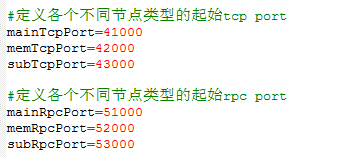 #定义各个不同节点类型的起始tcp port
mainTcpPort=41000
memTcpPort=42000
subTcpPort=43000
#定义各个不同节点类型的起始rpc port
mainRpcPort=51000
memRpcPort=52000
subRpcPort=53000